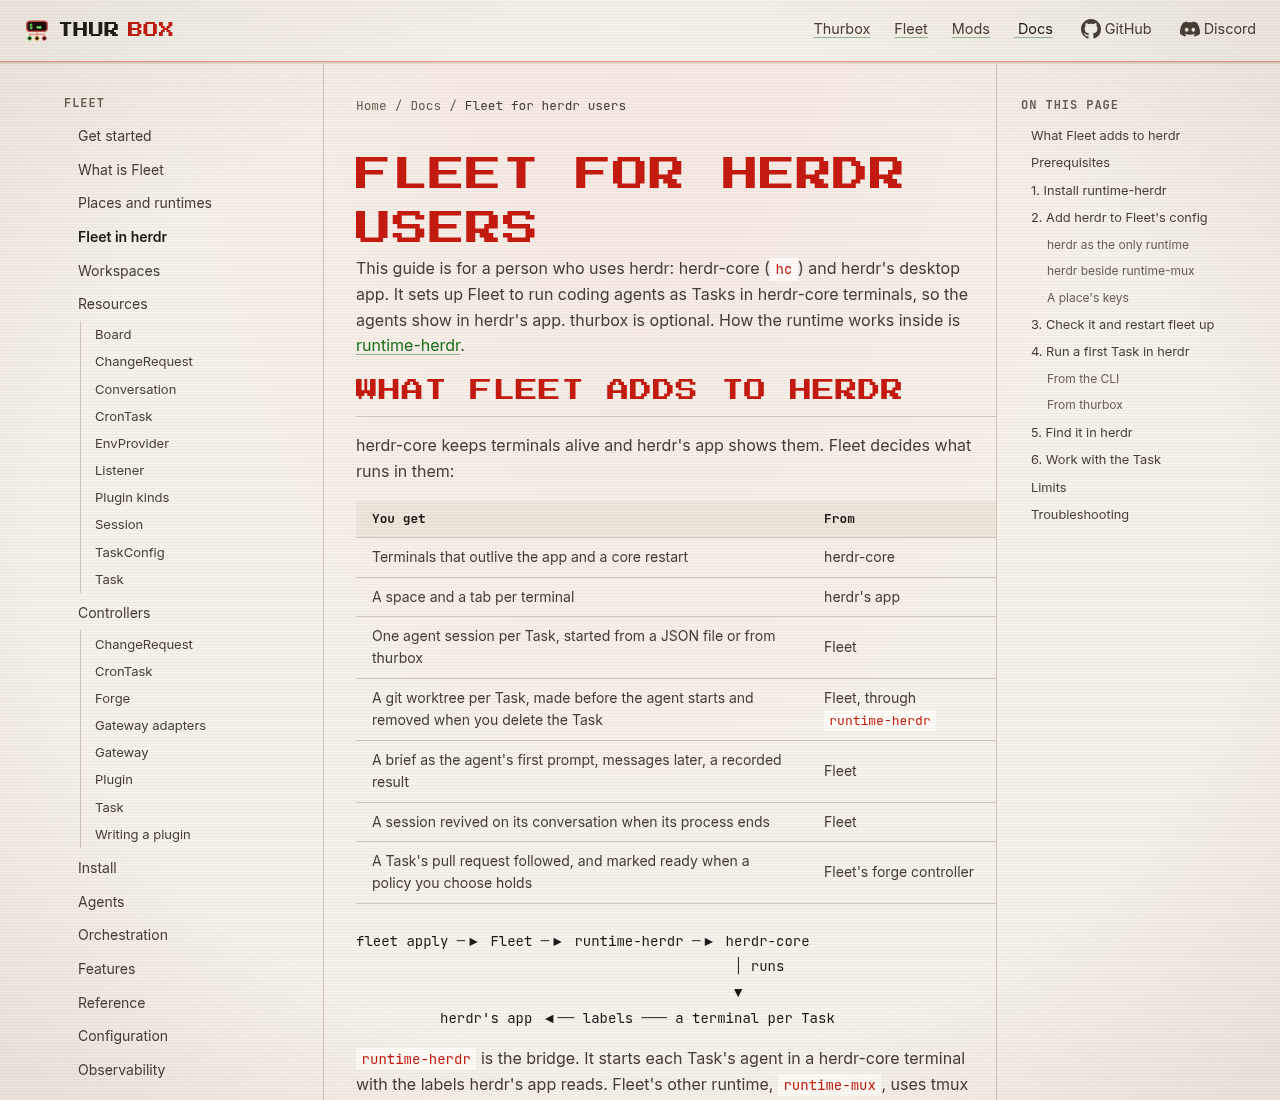 THUR BOX
Thurbox Fleet Mods Docs GitHub Discord
FLEET
Get started
What is Fleet
Places and runtimes
Fleet in herdr
Workspaces
Resources
Board
ChangeRequest
Conversation
CronTask
EnvProvider
Listener
Plugin kinds
Session
TaskConfig
Task
Controllers
ChangeRequest
CronTask
Forge
Gateway adapters
Gateway
Plugin
Task
Writing a plugin
Install
Agents
Orchestration
Features
Reference
Configuration
Observability
Home / Docs / Fleet for herdr users
FLEET FOR HERDR
USERS
This guide is for a person who uses herdr: herdr-core ( hc ) and herdr's desktop
app. It sets up Fleet to run coding agents as Tasks in herdr-core terminals, so the
agents show in herdr's app. thurbox is optional. How the runtime works inside is
runtime-herdr.
WHAT FLEET ADDS TO HERDR
herdr-core keeps terminals alive and herdr's app shows them. Fleet decides what
runs in them:
You get From
Terminals that outlive the app and a core restart herdr-core
A space and a tab per terminal herdr's app
One agent session per Task, started from a JSON file or from
thurbox Fleet
A git worktree per Task, made before the agent starts and
removed when you delete the Task Fleet, through
runtime-herdr
A brief as the agent's first prompt, messages later, a recorded
result Fleet
A session revived on its conversation when its process ends Fleet
A Task's pull request followed, and marked ready when a
policy you choose holds Fleet's forge controller
fleet apply ─► Fleet ─► runtime-herdr ─► herdr-core
│ runs
▼
herdr's app ◄── labels ─── a terminal per Task
runtime-herdr is the bridge. It starts each Task's agent in a herdr-core terminal
with the labels herdr's app reads. Fleet's other runtime, runtime-mux , uses tmux
ON THIS PAGE
What Fleet adds to herdr
Prerequisites
1. Install runtime-herdr
2. Add herdr to Fleet's config
herdr as the only runtime
herdr beside runtime-mux
A place's keys
3. Check it and restart fleet up
4. Run a first Task in herdr
From the CLI
From thurbox
5. Find it in herdr
6. Work with the Task
Limits
Troubleshooting